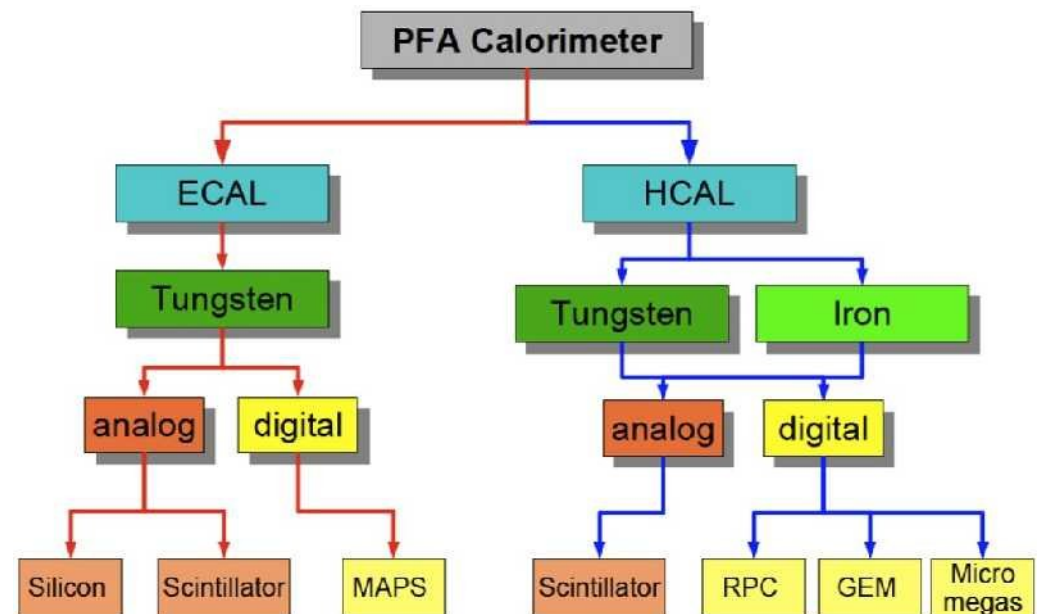 PFA Calorimeter
ECAL
HCAL
Tungsten
Tungsten
Iron
analog
digital
analog
digital
Silicon
Scintillator
MAPS
Scintillator
RPC
GEM
Micro
megas